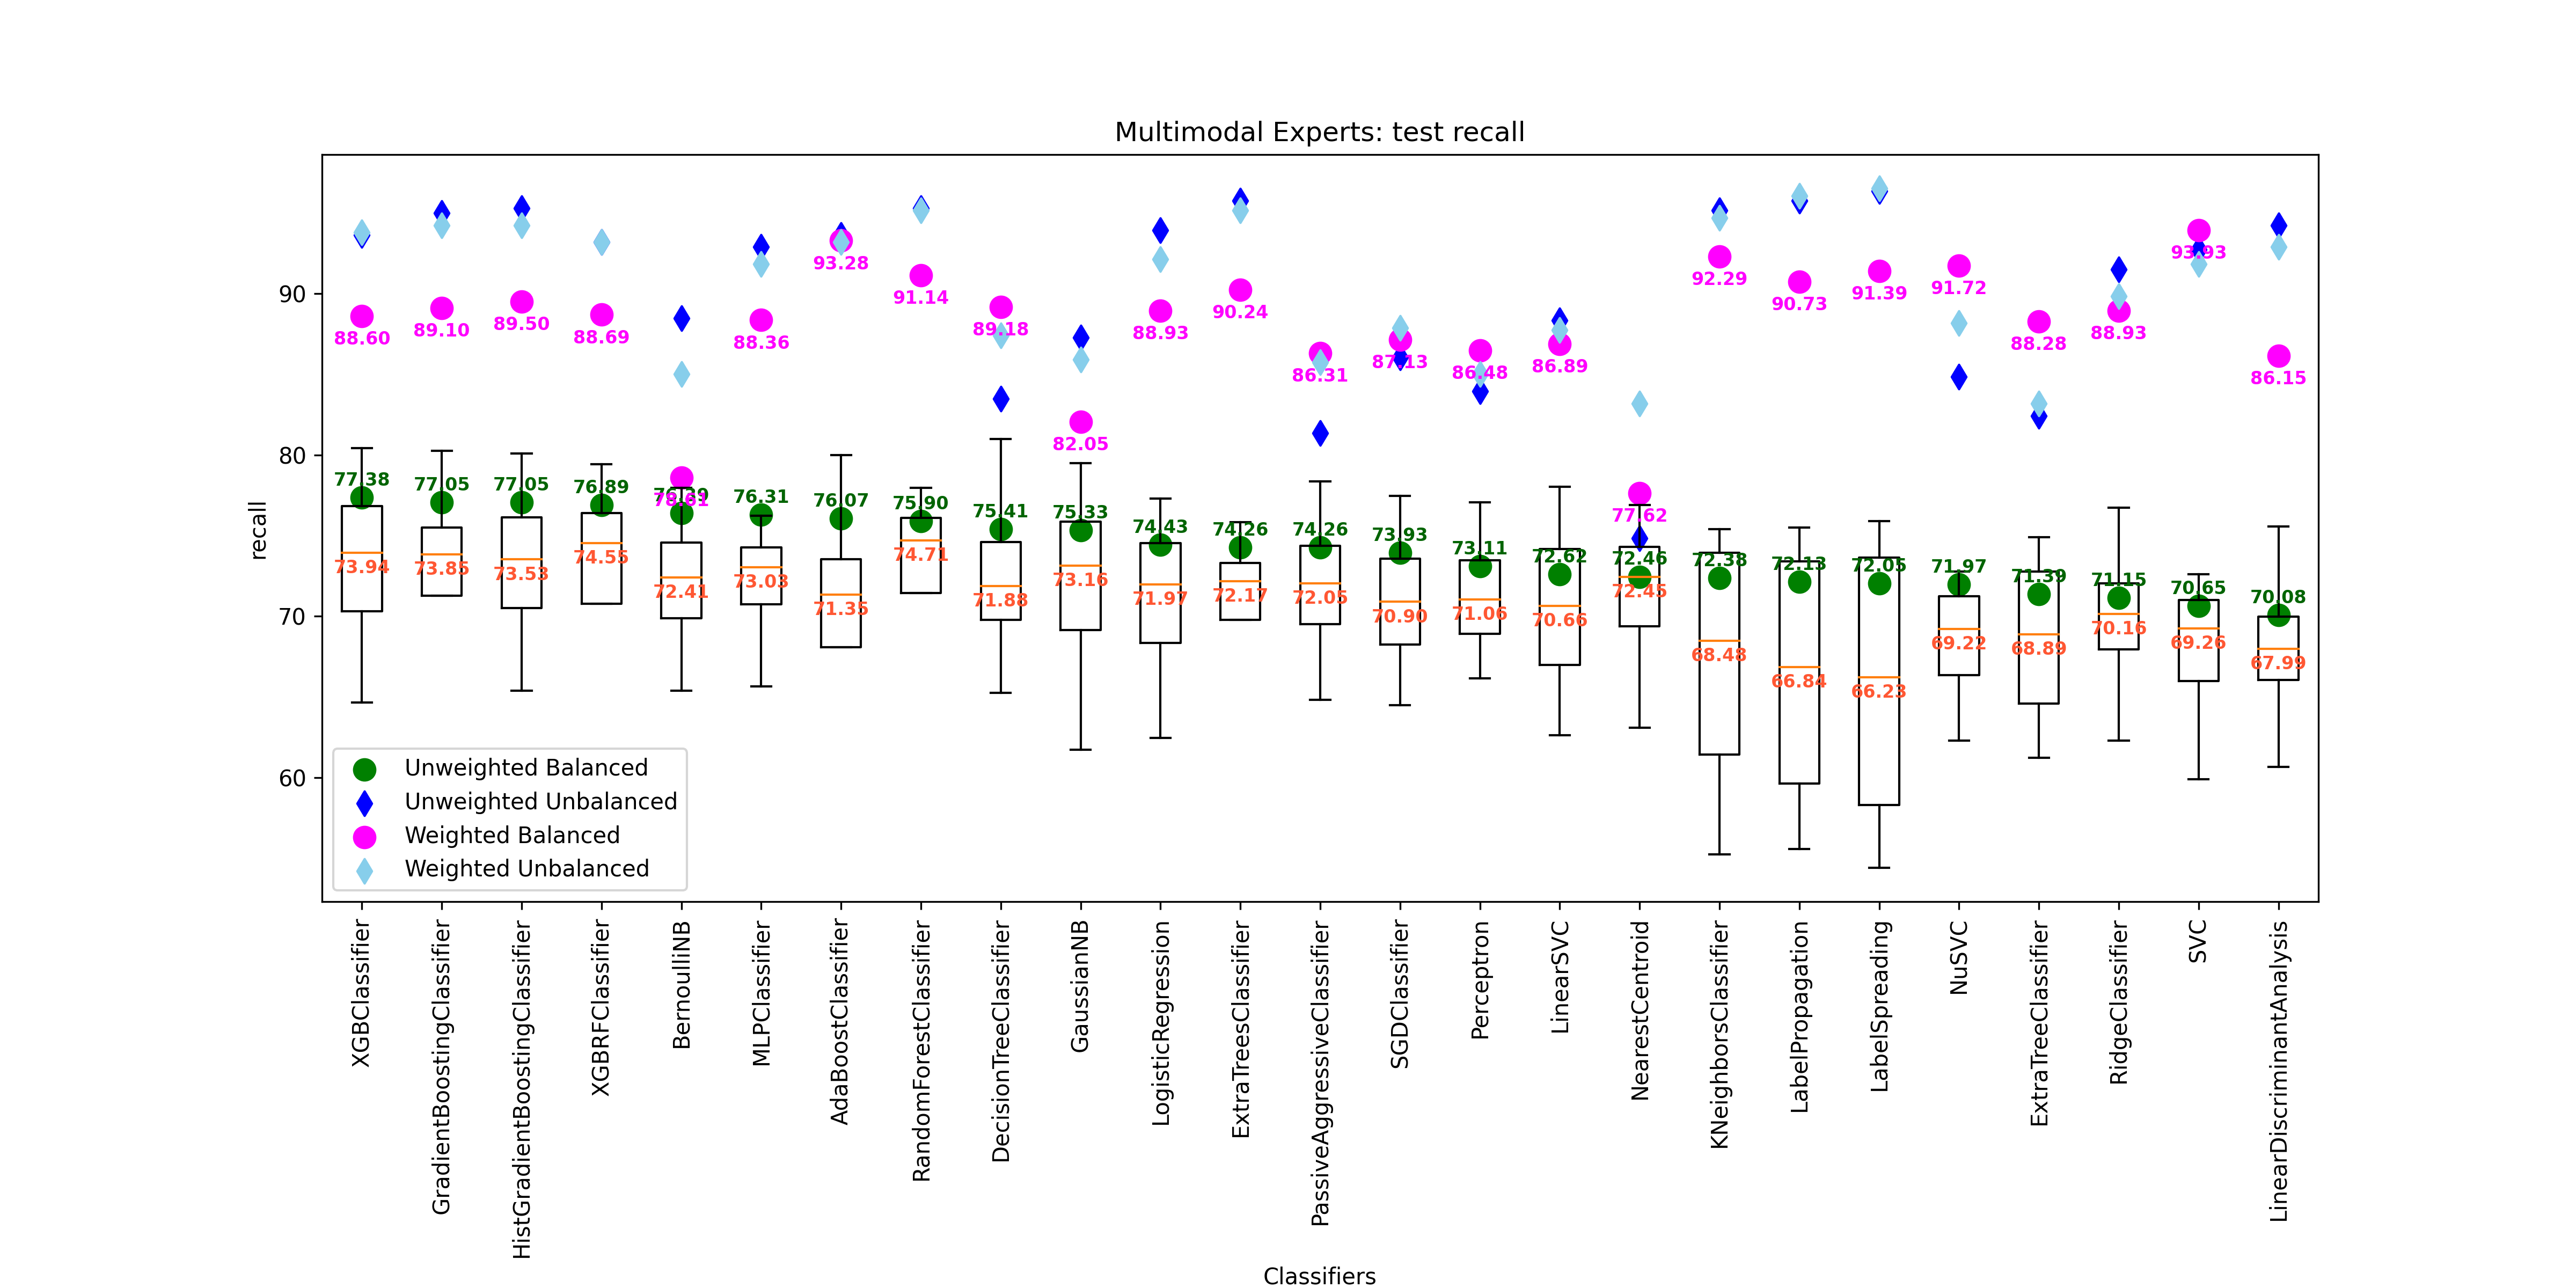 Multimodal Experts: test recall
recall
90
80
70
60
88.60 89.10 89.50 88.69 78.61 88.36 93.28 91.14 89.18 82.05 88.93 90.24 86.31 87.13 86.48 86.89 77.62 92.29 90.73 91.39 91.72 88.28 88.93 93.93 86.15
77.38 77.05 77.05 76.89 76.39 76.31 76.07 75.90 75.41 75.33 74.43 74.26 74.26 73.93 73.11 72.62 72.46 72.38 72.13 72.05 71.97 71.39 71.15 70.65 70.08
73.94 73.85 73.53 74.55 72.41 73.03 71.35 74.71 71.88 73.16 71.97 72.17 72.05 70.90 71.06 70.66 72.45 68.48 66.84 66.23 69.22 68.89 70.16 69.26 67.99
Unweighted Balanced
Unweighted Unbalanced
Weighted Balanced
Weighted Unbalanced
XGBClassifier
GradientBoostingClassifier
HistGradientBoostingClassifier
XGBRFClassifier
BernoulliNB
MLPClassifier
AdaBoostClassifier
RandomForestClassifier
DecisionTreeClassifier
GaussianNB
LogisticRegression
ExtraTreesClassifier
PassiveAggressiveClassifier
SGDClassifier
Perceptron
LinearSVC
NearestCentroid
KNeighborsClassifier
LabelPropagation
LabelSpreading
NuSVC
ExtraTreeClassifier
RidgeClassifier
SVC
LinearDiscriminantAnalysis
Classifiers